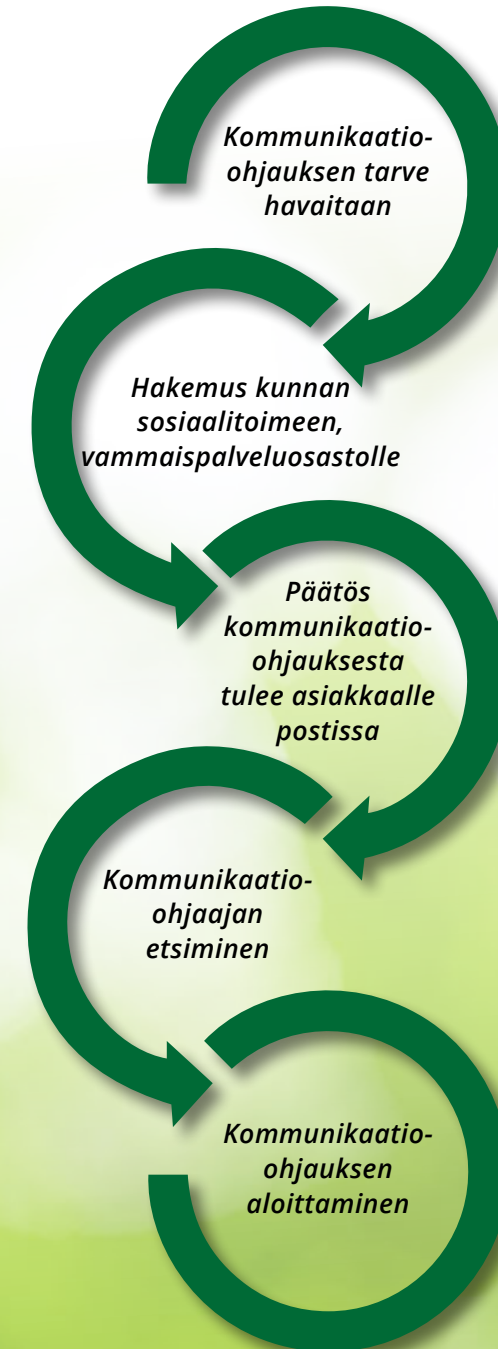 Kommunikaatio-
ohjauksen tarve
havaitaan
Hakemus kunnan
sosiaalitoimeen,
vammaispalveluosastolle
Päätös
kommunikaatio-
ohjauksesta
tulee asiakkaalle
postissa
Kommunikaatio-
ohjaajan
etsiminen
Kommunikaatio-
ohjauksen
aloittaminen